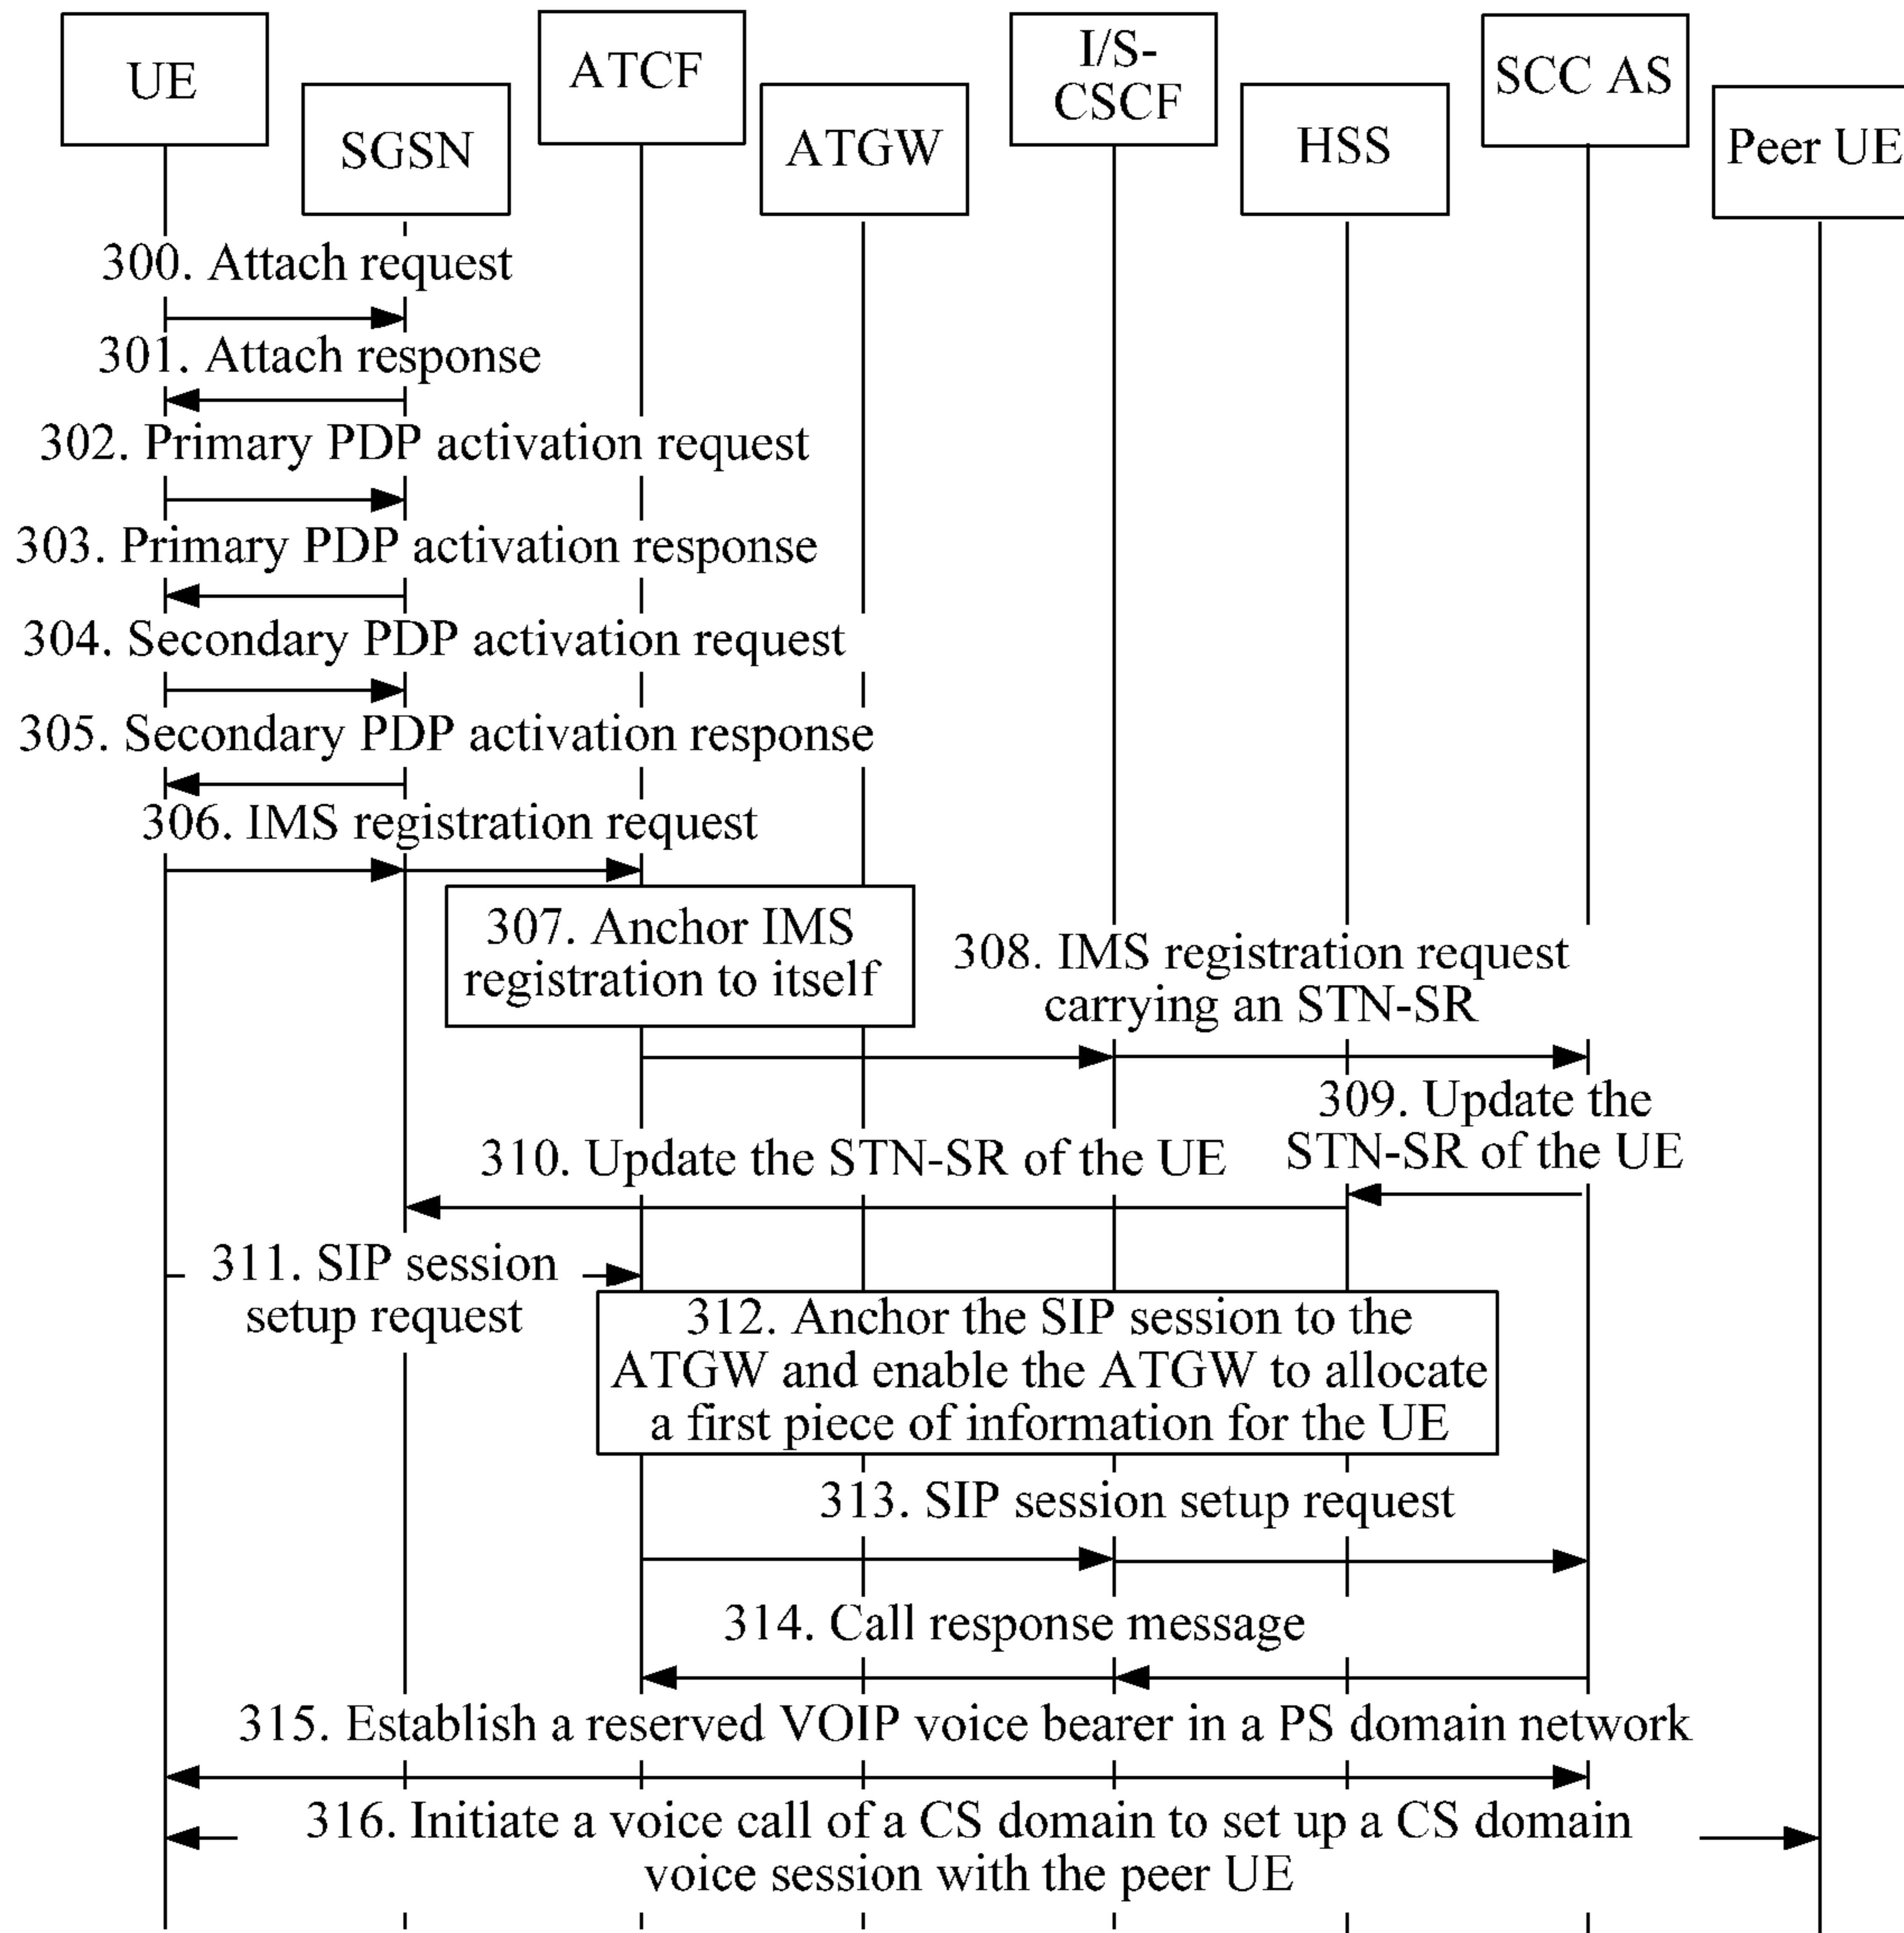 UE
SGSN
ATCF
ATGW
I/S-
CSCF
HSS
SCC AS
Peer UE
300. Attach request
301. Attach response
302. Primary PDP activation request
303. Primary PDP activation response
304. Secondary PDP activation request
305. Secondary PDP activation response
306. IMS registration request
307. Anchor IMS
registration to itself
308. IMS registration request
carrying an STN-SR
309. Update the
STN-SR of the UE
310. Update the STN-SR of the UE
311. SIP session
setup request
312. Anchor the SIP session to the
ATGW and enable the ATGW to allocate
a first piece of information for the UE
313. SIP session setup request
314. Call response message
315. Establish a reserved VOIP voice bearer in a PS domain network
316. Initiate a voice call of a CS domain to set up a CS domain
voice session with the peer UE